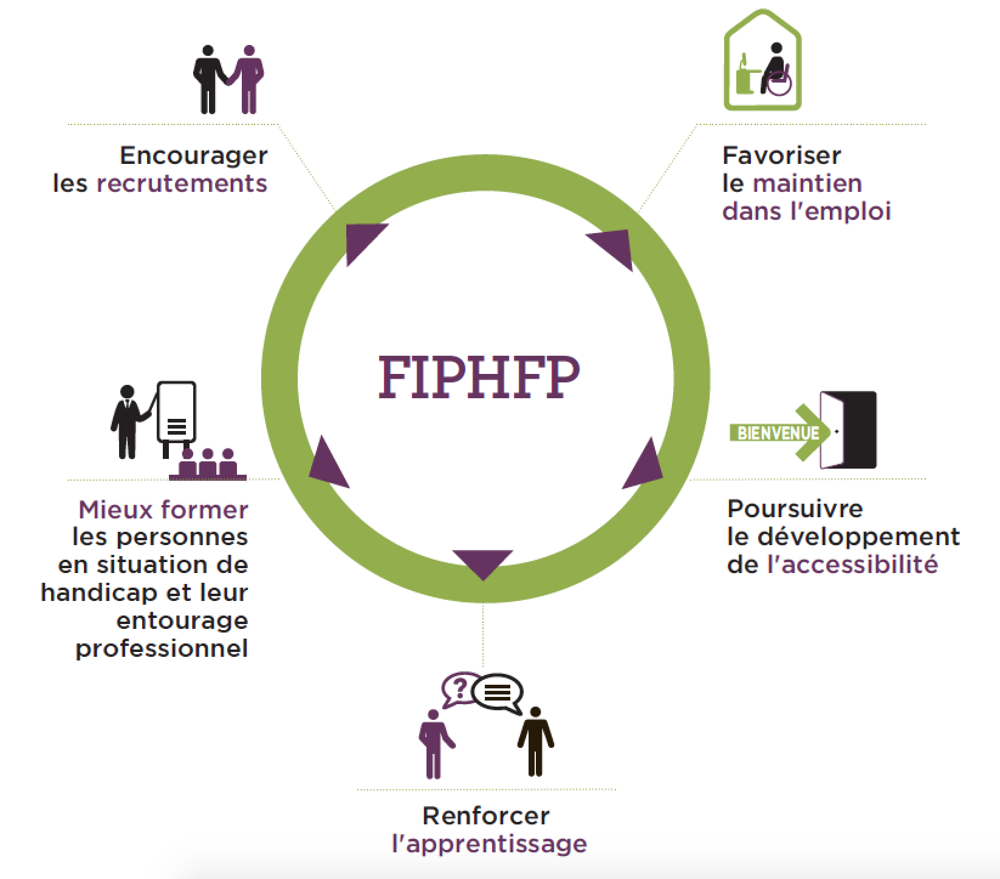 Encourager
les recrutements
Favoriser
le maintien
dans l'emploi
FIPHFP
BIENVENUE
Mieux former
les personnes
en situation de
handicap et leur
entourage
professionnel
Poursuivre
le développement
de l'accessibilité
?
Renforcer
l'apprentissage